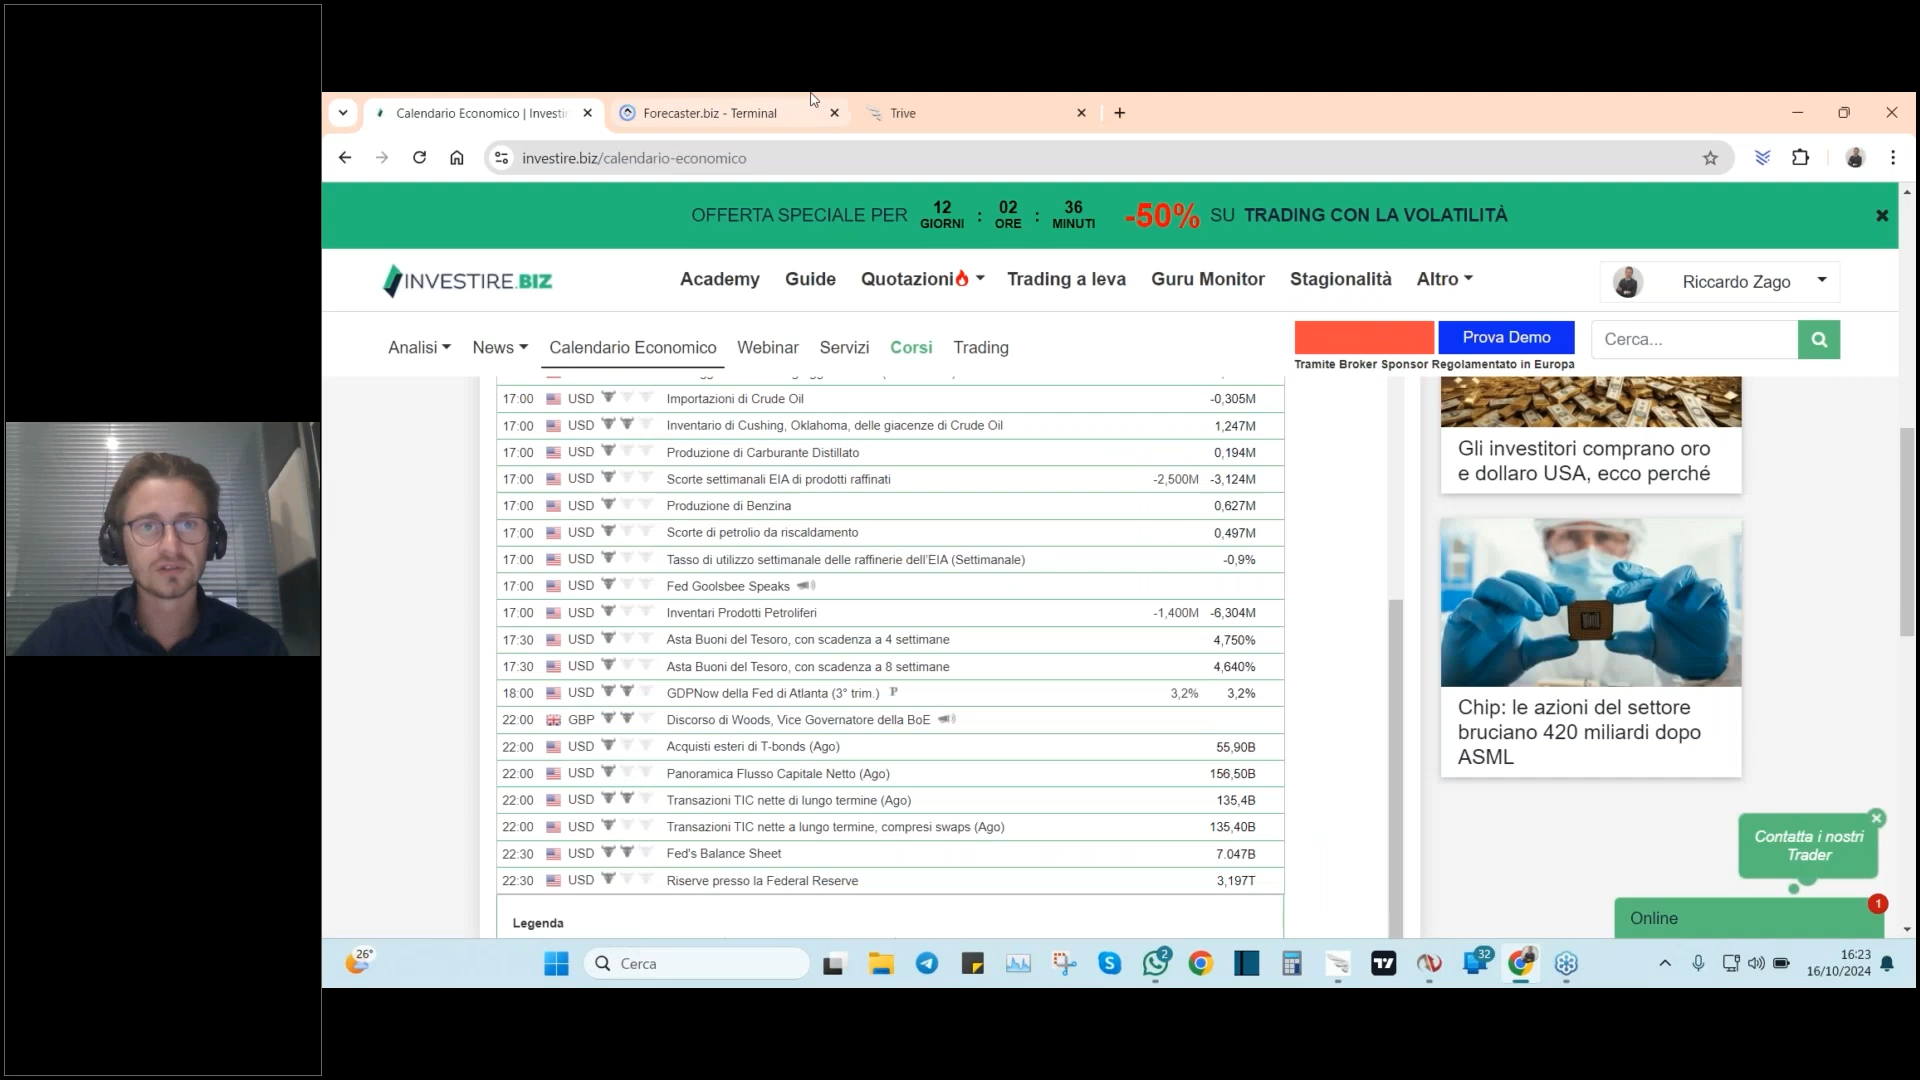 Calendario Economico | Investi
Forecaster.biz - Terminal
Trive
investire.biz/calendario-economico
OFFERTA SPECIALE PER 12 GIORNI : 02 ORE : 36 MINUTI -50% SU TRADING CON LA VOLATILITÀ
INVESTIRE.BIZ
Academy Guide Quotazioni Trading a leva Guru Monitor Stagionalità Altro
Riccardo Zago
Analisi News Calendario Economico Webinar Servizi Corsi Trading
Prova Demo
Cerca...
Tramite Broker Sponsor Regolamentato in Europa
17:00 USD Importazioni di Crude Oil -0,305M
17:00 USD Inventario di Cushing, Oklahoma, delle giacenze di Crude Oil 1,247M
17:00 USD Produzione di Carburante Distillato 0,194M
17:00 USD Scorte settimanali EIA di prodotti raffinati -2,500M -3,124M
17:00 USD Produzione di Benzina 0,627M
17:00 USD Scorte di petrolio da riscaldamento 0,497M
17:00 USD Tasso di utilizzo settimanale delle raffinerie dell'EIA (Settimanale) -0,9%
17:00 USD Fed Goolsbee Speaks
17:00 USD Inventari Prodotti Petroliferi -1,400M -6,304M
17:30 USD Asta Buoni del Tesoro, con scadenza a 4 settimane 4,750%
17:30 USD Asta Buoni del Tesoro, con scadenza a 8 settimane 4,640%
18:00 USD GDPNow della Fed di Atlanta (3° trim.) P 3,2% 3,2%
22:00 GBP Discorso di Woods, Vice Governatore della BoE
22:00 USD Acquisti esteri di T-bonds (Ago) 55,90B
22:00 USD Panoramica Flusso Capitale Netto (Ago) 156,50B
22:00 USD Transazioni TIC nette di lungo termine (Ago) 135,4B
22:00 USD Transazioni TIC nette a lungo termine, compresi swaps (Ago) 135,40B
22:30 USD Fed's Balance Sheet 7.047B
22:30 USD Riserve presso la Federal Reserve 3,197T
Legenda
Gli investitori comprano oro
e dollaro USA, ecco perché
Chip: le azioni del settore
bruciano 420 miliardi dopo
ASML
Contatta i nostri
Trader
Online
1
26°
Cerca
2
32
16:23
16/10/2024